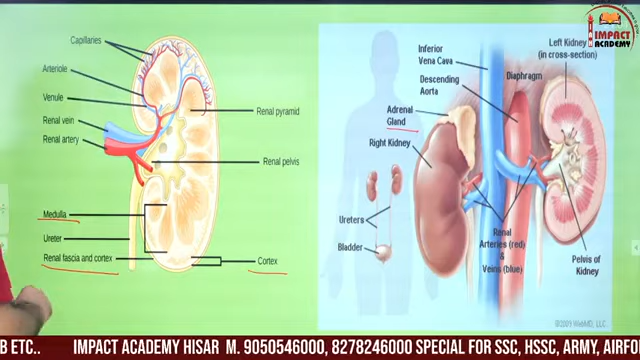 Capillaries
Arteriole
Venule
Renal vein
Renal artery
Renal pyramid
Renal pelvis
Medulla
Ureter
Renal fascia and cortex
Cortex
Inferior
Vena Cava
Descending
Aorta
Adrenal
Gland
Right Kidney
Diaphragm
Left Kidney
(in cross-section)
Ureters
Bladder
Renal
Arteries (red)
&
Veins (blue)
Pelvis of
Kidney
©2009 WebMD, LLC.
IMPACT
ACADEMY
B ETC.. IMPACT ACADEMY HISAR M. 9050546000, 8278246000 SPECIAL FOR SSC, HSSC, ARMY, AIRFO